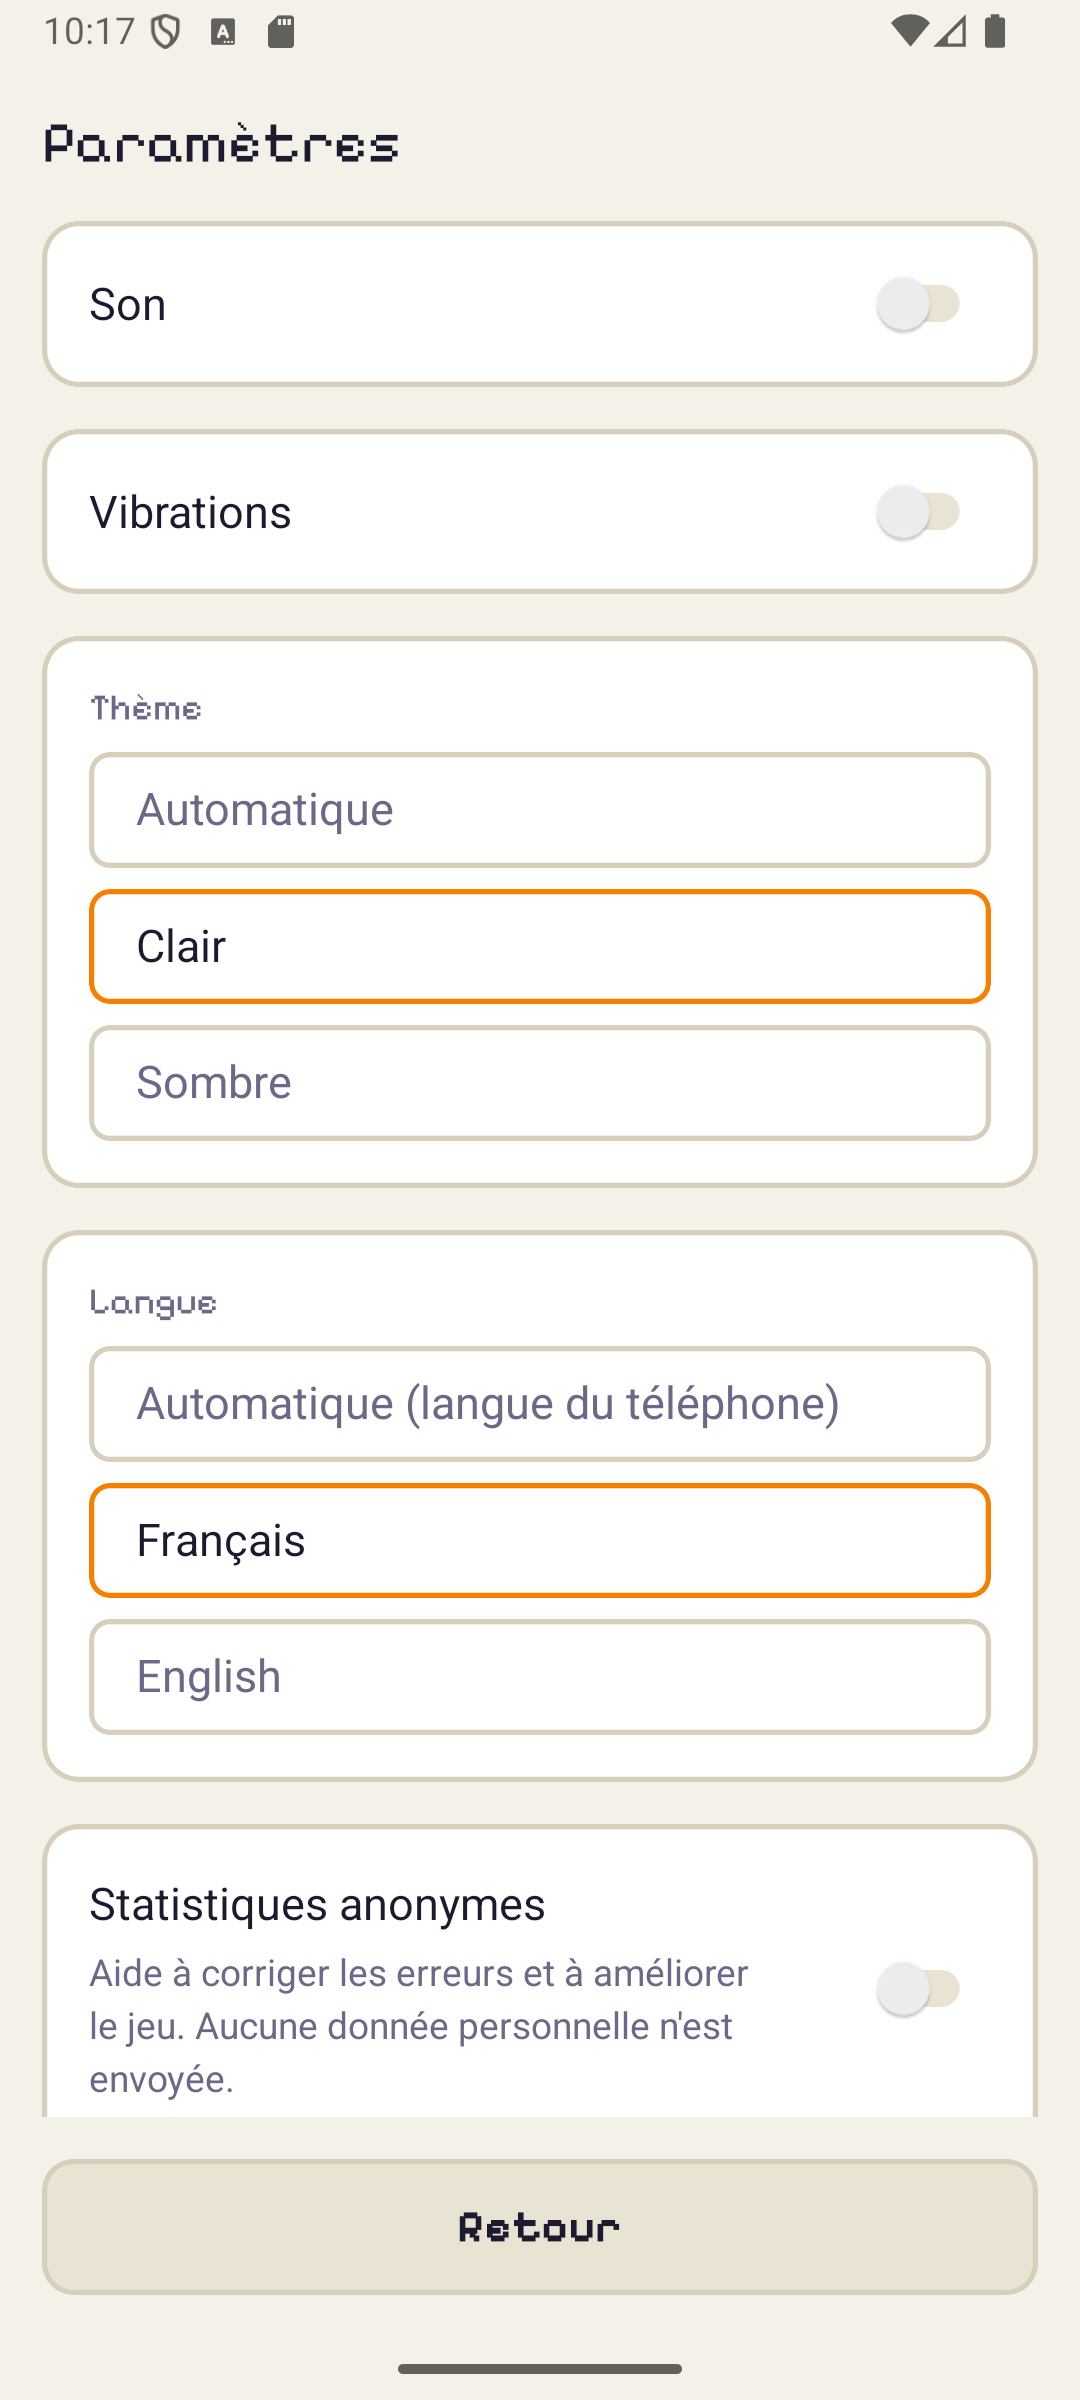 10:17
Paramètres
Son
Vibrations
Thème
Automatique
Clair
Sombre
Langue
Automatique (langue du téléphone)
Français
English
Statistiques anonymes
Aide à corriger les erreurs et à améliorer
le jeu. Aucune donnée personnelle n'est
envoyée.
Retour